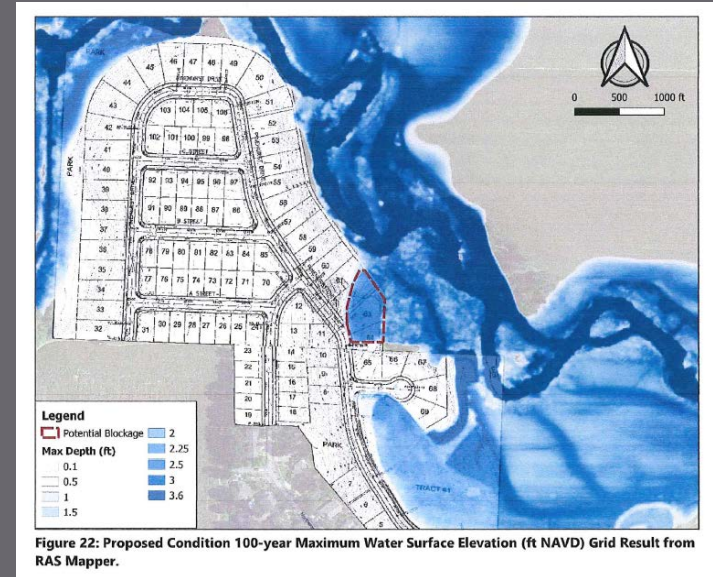 PARK
0 500 1000 ft
45 46 47 48 49
44 50
43 103 104 105 106 51
42 52
102 101 100 99 98
41 53
C STREET
PARK
40 54
39 92 93 94 95 96 97 55
38 91 90 89 88 87 86 56
37 B STREET 57
58
36 78 79 80 81 82 83 84 85 59
35 77 76 75 74 73 72 71 70 60
34 A STREET 61
33 12
32 31 30 29 28 27 26 25 24 13
23 14 10 65 66 67
22 15 9
21 16 68
20 17 8 69
19 18
PARK
7
6
5
TRACT
Legend
Potential Blockage
Max Depth (ft)
0.1
0.5
1
1.5
2
2.25
2.5
3
3.6
Figure 22: Proposed Condition 100-year Maximum Water Surface Elevation (ft NAVD) Grid Result from
RAS Mapper.